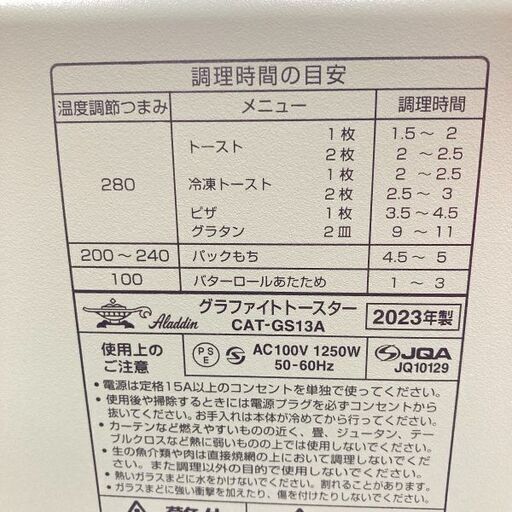 調理時間の目安
温度調節つまみ メニュー 調理時間
280 トースト 1枚 1.5～ 2
2枚 2 ～2.5
冷凍トースト 1枚 2 ～2.5
2枚 2.5～ 3
ピザ 1枚 3.5～4.5
グラタン 2皿 9 ～ 11
200～240 パックもち 4.5～ 5
100 バターロールあたため 1 ～ 3
Aladdin グラファイトトースター
CAT-GS13A
2023年製
使用上の
ご注意
PSE
AC100V 1250W
50-60Hz
JQA
JQ10129
•電源は定格15A以上のコンセントを単独で使ってください。
•使用後や掃除するときには電源プラグを必ずコンセントから
抜いてください。お手入れは本体が冷めてから行ってください。
•カーテンなど燃えやすいものの近く、畳、ジュータン、テー
ブルクロスなど熱に弱いものの上では使用しないでください。
•生の魚介類や肉は直接焼網の上において調理しないでくださ
い。また調理以外の目的で使用しないでください。
•熱いガラスまどに水をかけないでください。割れることがあります。
•ガラスまどに強い衝撃を加えたり、傷を付けたりしないでください。